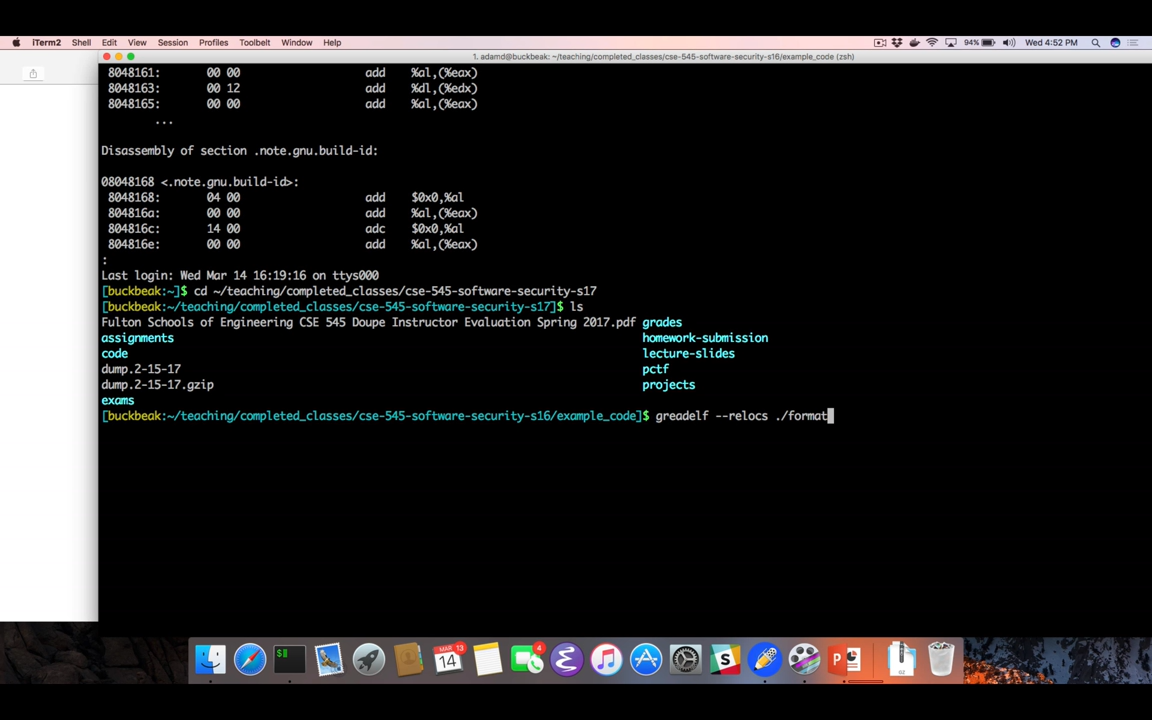 iTerm2 Shell Edit View Session Profiles Toolbelt Window Help 94% Wed 4:52 PM
1. adamd@buckbeak: ~/teaching/completed_classes/cse-545-software-security-s16/example_code (zsh)
8048161: 00 00 add %al,(%eax)
8048163: 00 12 add %dl,(%edx)
8048165: 00 00 add %al,(%eax)
...
Disassembly of section .note.gnu.build-id:
08048168 <.note.gnu.build-id>:
8048168: 04 00 add $0x0,%al
804816a: 00 00 add %al,(%eax)
804816c: 14 00 adc $0x0,%al
804816e: 00 00 add %al,(%eax)
:
Last login: Wed Mar 14 16:19:16 on ttys000
[buckbeak:~]$ cd ~/teaching/completed_classes/cse-545-software-security-s17
[buckbeak:~/teaching/completed_classes/cse-545-software-security-s17]$ ls
Fulton Schools of Engineering CSE 545 Doupe Instructor Evaluation Spring 2017.pdf grades
assignments homework-submission
code lecture-slides
dump.2-15-17 pctf
dump.2-15-17.gzip projects
exams
[buckbeak:~/teaching/completed_classes/cse-545-software-security-s16/example_code]$ greadelf --relocs ./format
$
MAR 13
14
4
P